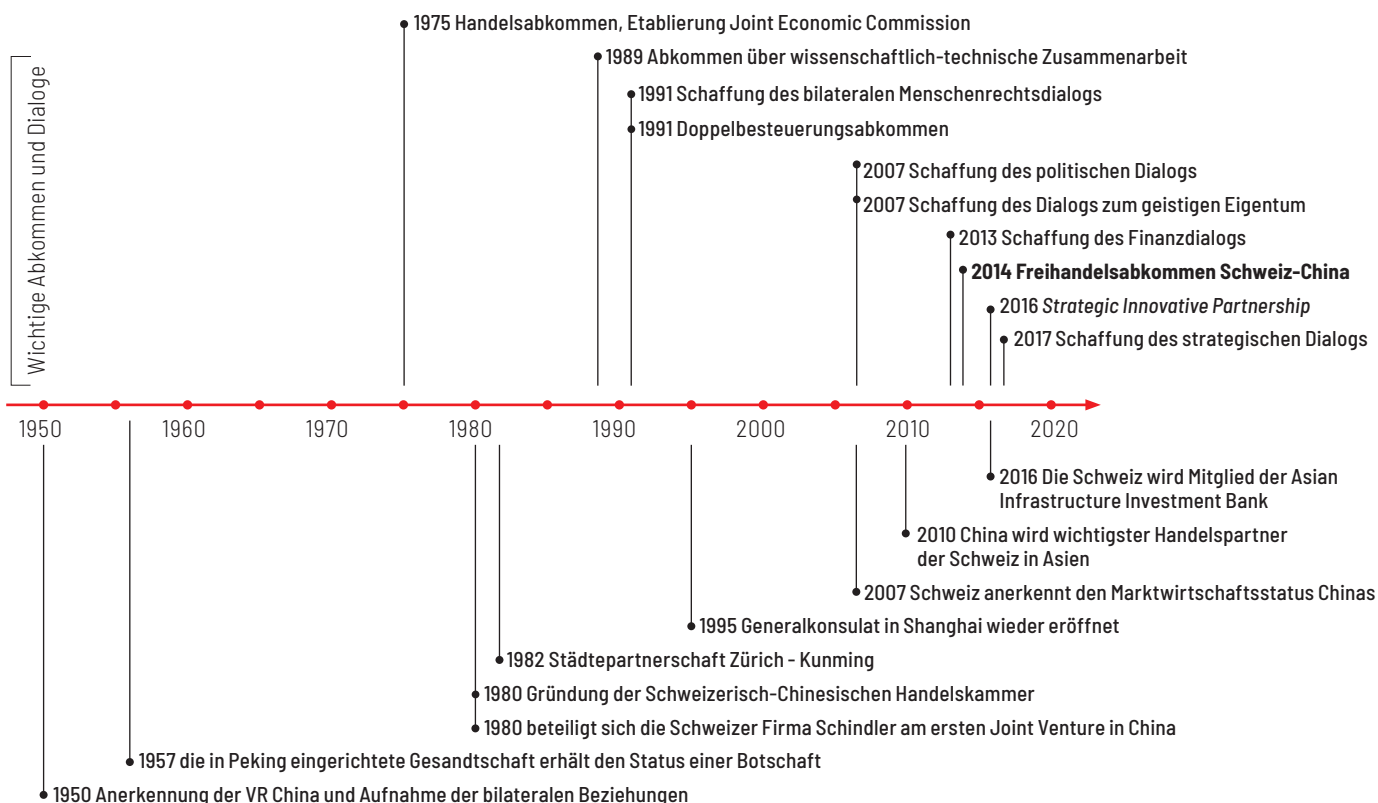 1975 Handelsabkommen, Etablierung Joint Economic Commission
1989 Abkommen über wissenschaftlich-technische Zusammenarbeit
Wichtige Abkommen und Dialoge
1991 Schaffung des bilateralen Menschenrechtsdialogs
1991 Doppelbesteuerungsabkommen
2007 Schaffung des politischen Dialogs
2007 Schaffung des Dialogs zum geistigen Eigentum
2013 Schaffung des Finanzdialogs
2014 Freihandelsabkommen Schweiz-China
2016 Strategic Innovative Partnership
2017 Schaffung des strategischen Dialogs
1950 1960 1970 1980 1990 2000 2010 2020
2016 Die Schweiz wird Mitglied der Asian
Infrastructure Investment Bank
2010 China wird wichtigster Handelspartner
der Schweiz in Asien
2007 Schweiz anerkennt den Marktwirtschaftsstatus Chinas
1995 Generalkonsulat in Shanghai wieder eröffnet
1982 Städtepartnerschaft Zürich - Kunming
1980 Gründung der Schweizerisch-Chinesischen Handelskammer
1980 beteiligt sich die Schweizer Firma Schindler am ersten Joint Venture in China
1957 die in Peking eingerichtete Gesandtschaft erhält den Status einer Botschaft
1950 Anerkennung der VR China und Aufnahme der bilateralen Beziehungen